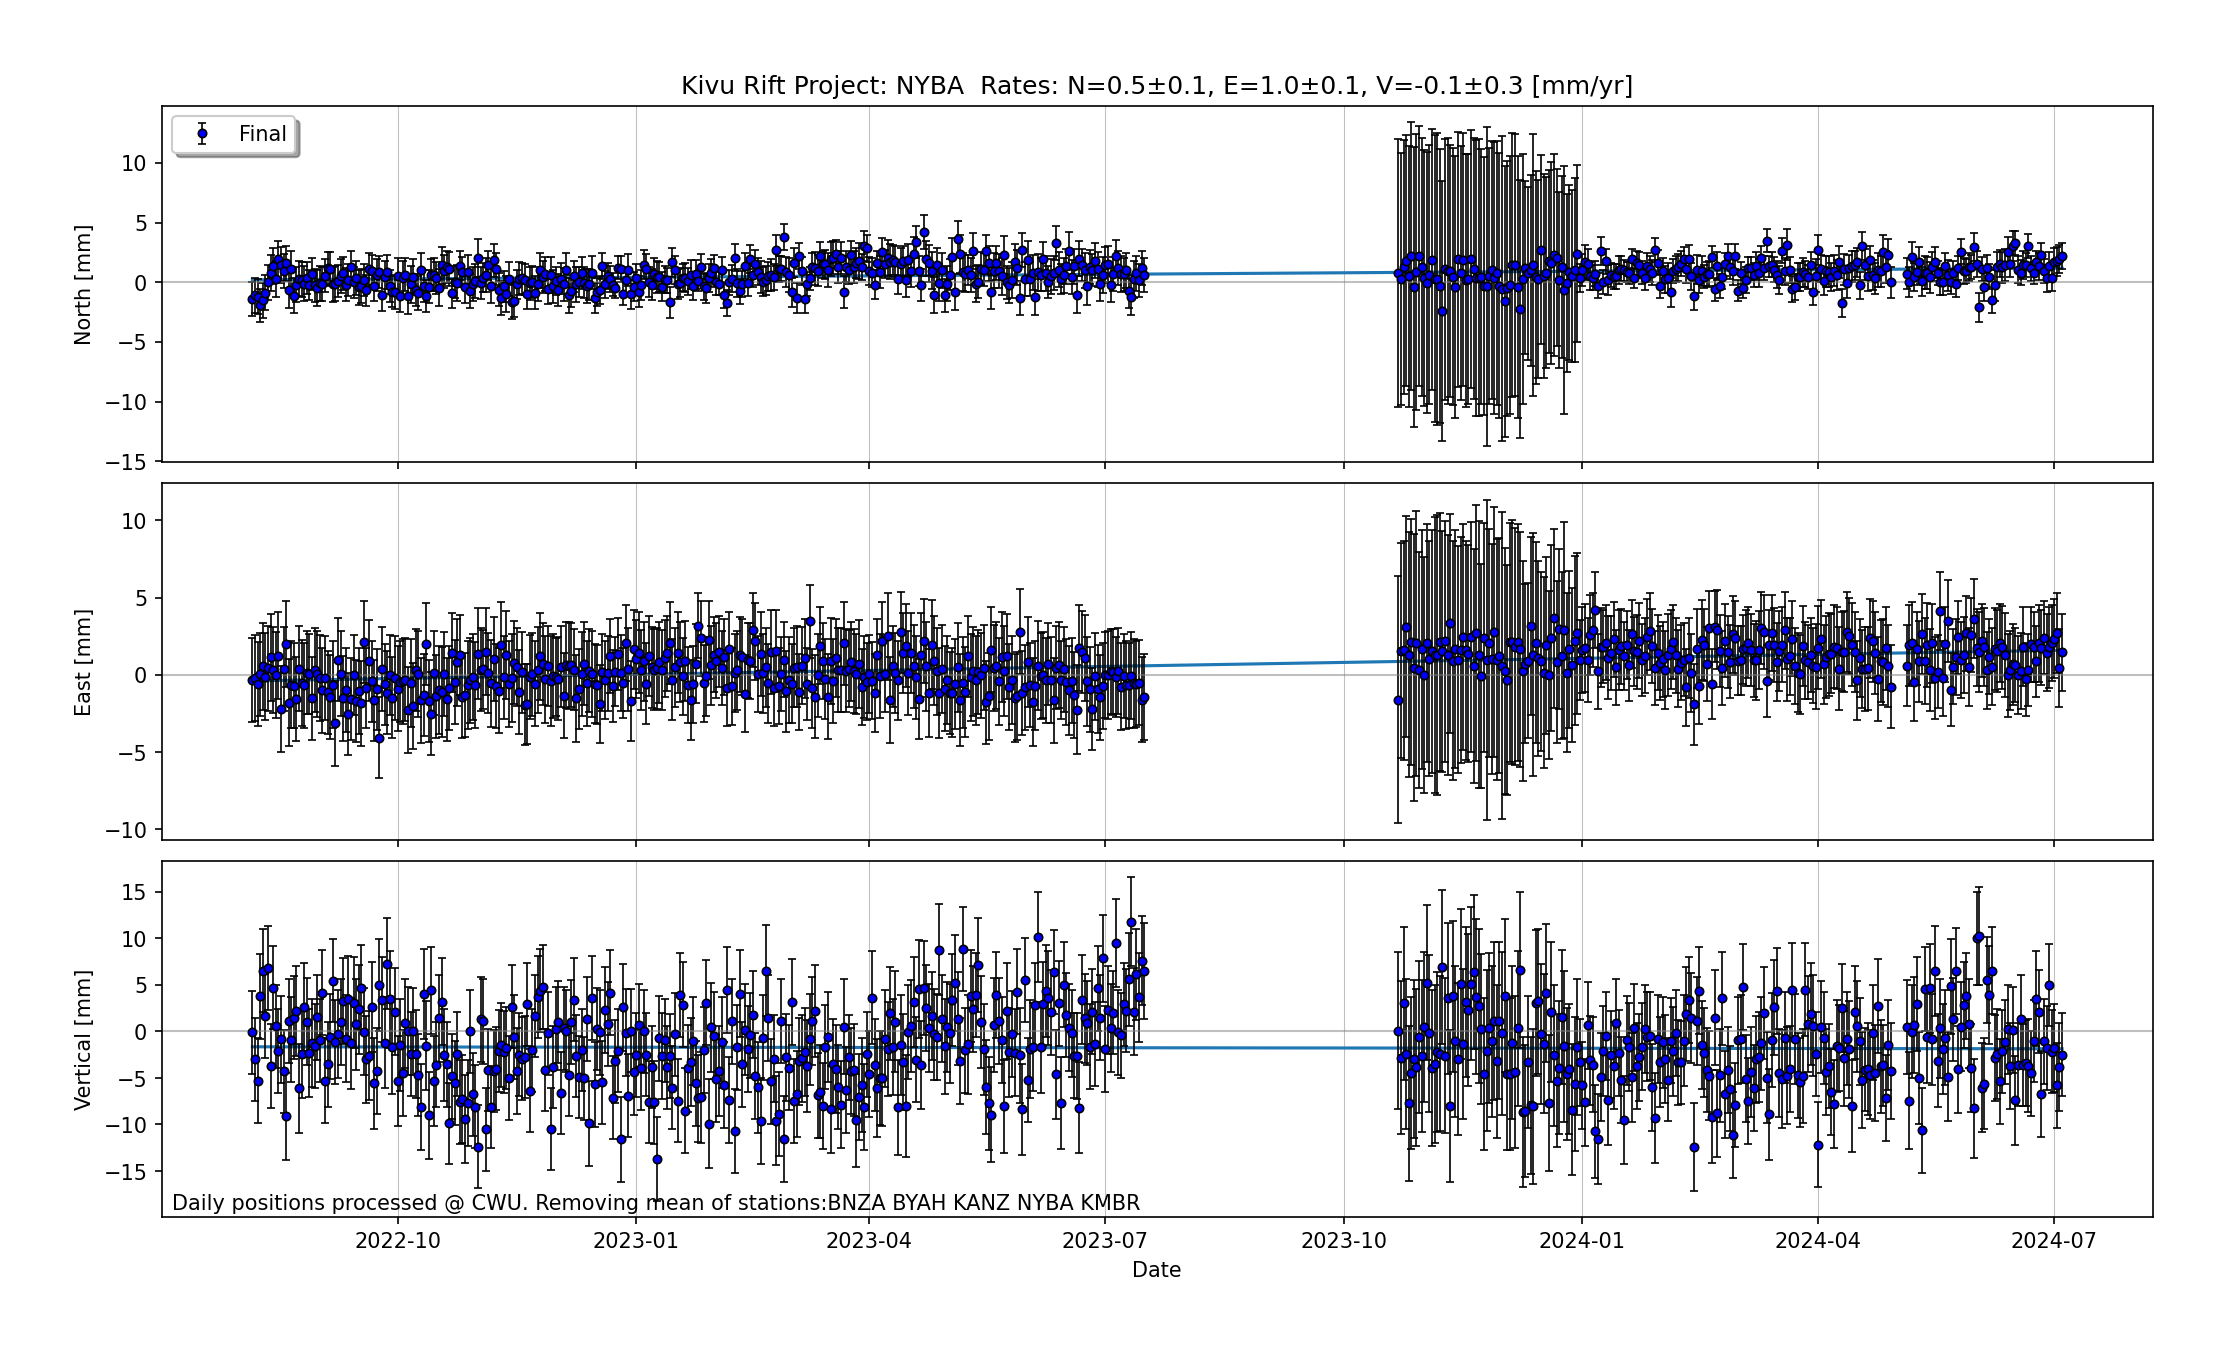 Kivu Rift Project: NYBA  Rates: N=0.5±0.1, E=1.0±0.1, V=-0.1±0.3 [mm/yr]
Final
North [mm]
10
5
0
−5
−10
−15
East [mm]
10
5
0
−5
−10
Vertical [mm]
15
10
5
0
−5
−10
−15
Daily positions processed @ CWU. Removing mean of stations:BNZA BYAH KANZ NYBA KMBR
2022-10 2023-01 2023-04 2023-07 2023-10 2024-01 2024-04 2024-07
Date